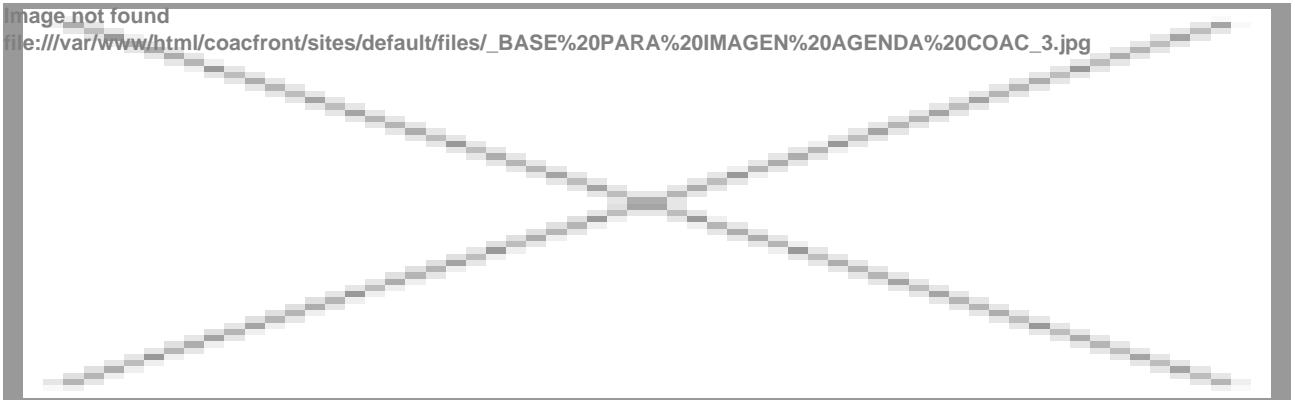 Image not found
file:///var/www/html/coacfront/sites/default/files/_BASE%20PARA%20IMAGEN%20AGENDA%20COAC_3.jpg